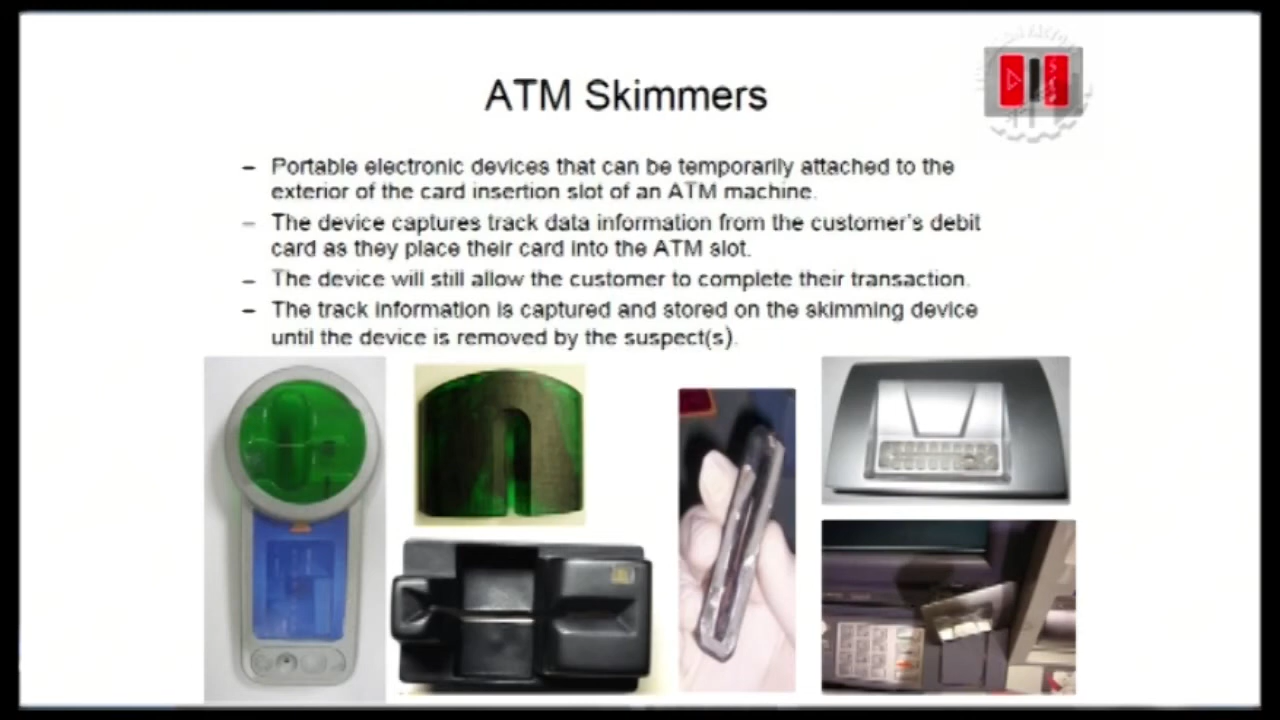 ATM Skimmers
– Portable electronic devices that can be temporarily attached to the
exterior of the card insertion slot of an ATM machine.
– The device captures track data information from the customer's debit
card as they place their card into the ATM slot.
– The device will still allow the customer to complete their transaction.
– The track information is captured and stored on the skimming device
until the device is removed by the suspect(s).